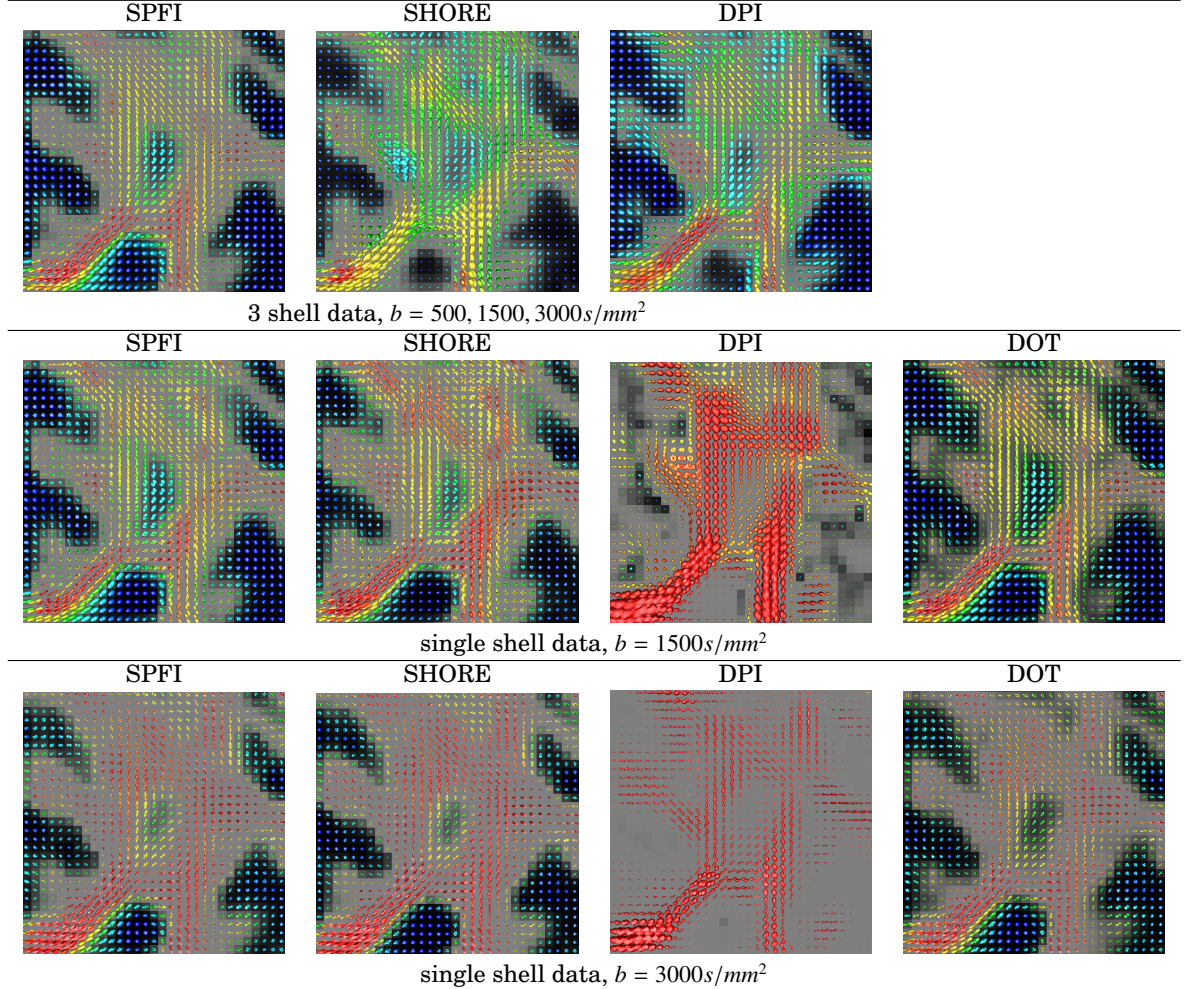 SPFI SHORE DPI
3 shell data, b = 500, 1500, 3000s/mm²
SPFI SHORE DPI DOT
single shell data, b = 1500s/mm²
SPFI SHORE DPI DOT
single shell data, b = 3000s/mm²